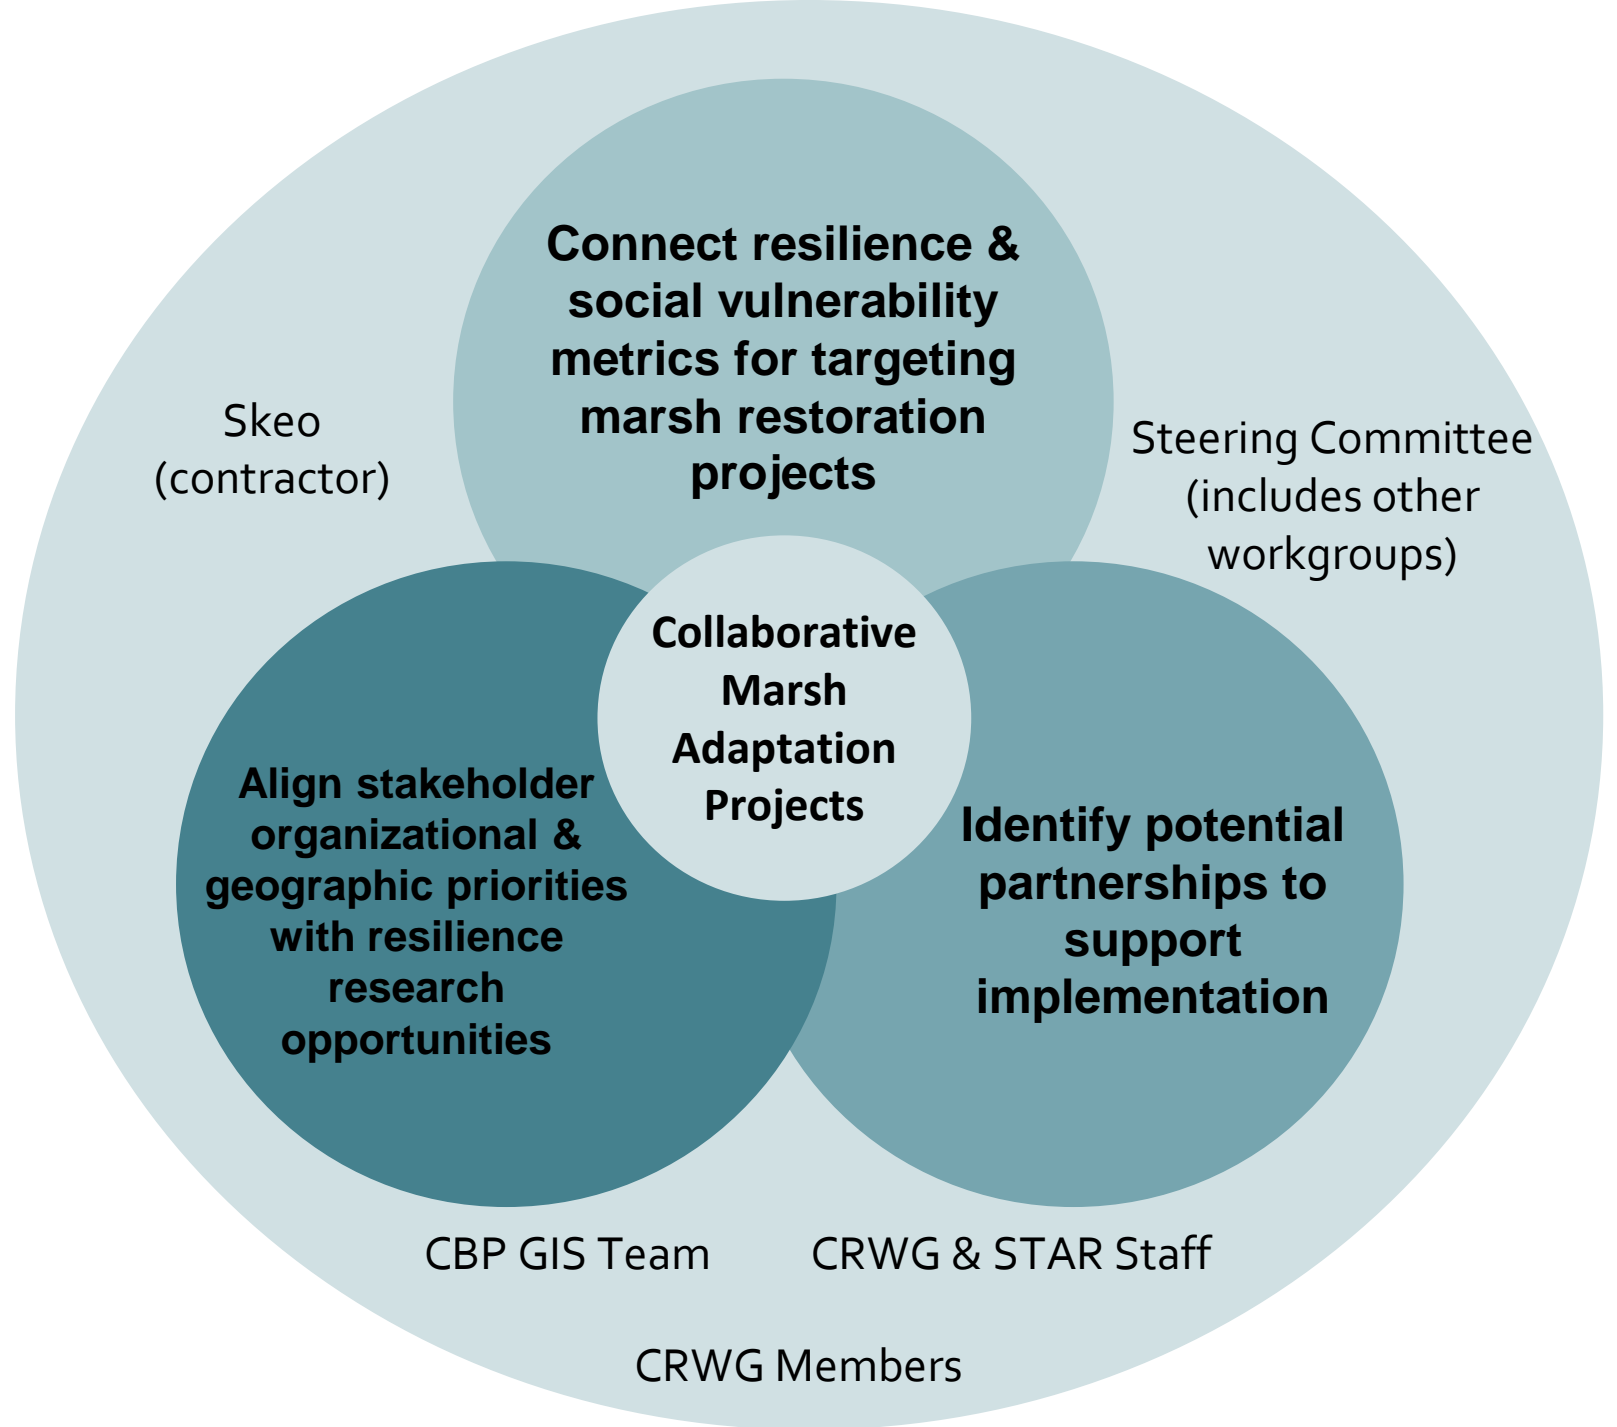 Connect resilience &
social vulnerability
metrics for targeting
marsh restoration
projects
Skeo
(contractor)
Steering Committee
(includes other
workgroups)
Collaborative
Marsh
Adaptation
Projects
Align stakeholder
organizational &
geographic priorities
with resilience
research
opportunities
Identify potential
partnerships to
support
implementation
CBP GIS Team
CRWG & STAR Staff
CRWG Members